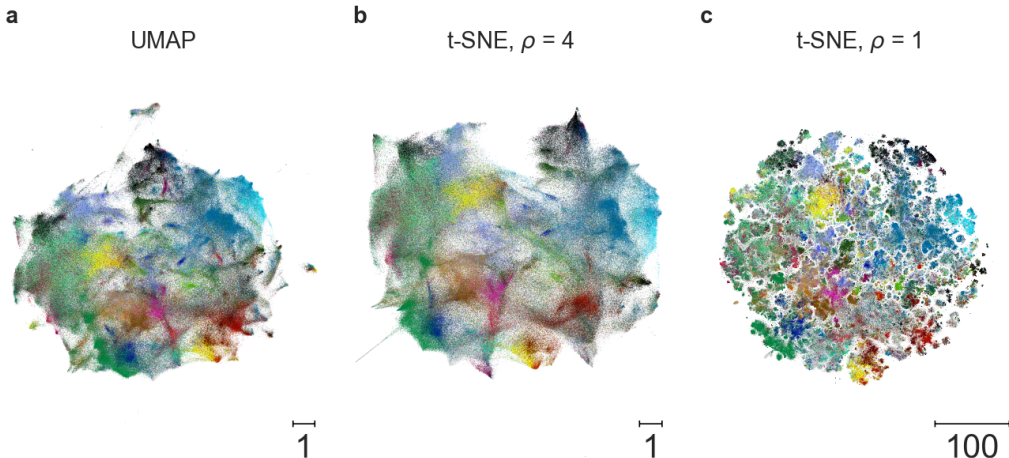 a
UMAP
b
t-SNE, ρ = 4
c
t-SNE, ρ = 1
1
1
100